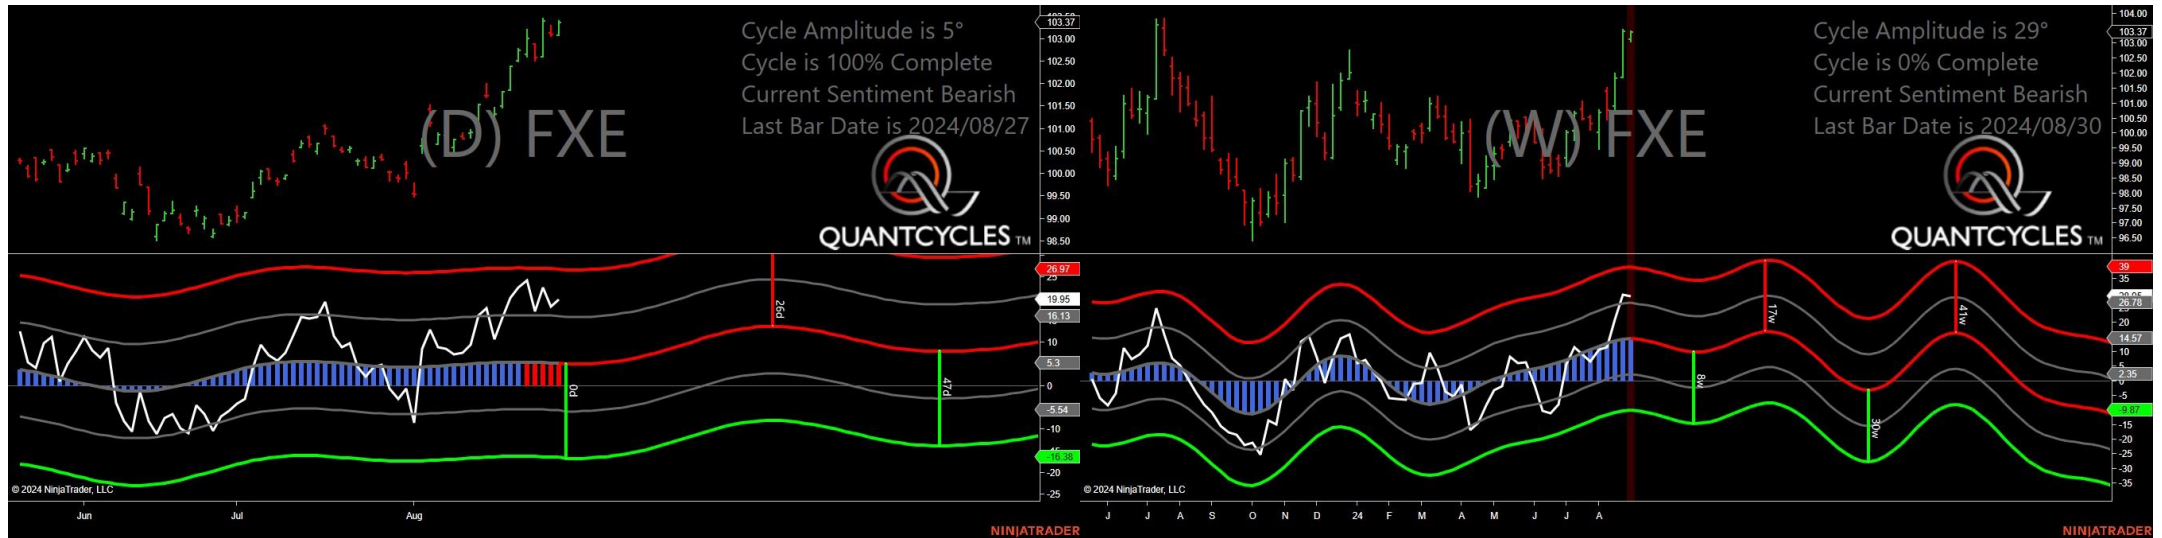 Cycle Amplitude is 5°
Cycle is 100% Complete
Current Sentiment Bearish
Last Bar Date is 2024/08/27
(D) FXE
QUANTCYCLES TM
103.37
103.00
102.50
102.00
101.50
101.00
100.50
100.00
99.50
99.00
98.50
26.97
25
19.95
16.13
10
5.3
0
-5.54
-10
-16.38
-20
-25
0d
26d
47d
© 2024 NinjaTrader, LLC
Jun Jul Aug
NINJATRADER
Cycle Amplitude is 29°
Cycle is 0% Complete
Current Sentiment Bearish
Last Bar Date is 2024/08/30
(W) FXE
QUANTCYCLES TM
104.00
103.37
103.00
102.50
102.00
101.50
101.00
100.50
100.00
99.50
99.00
98.50
98.00
97.50
97.00
96.50
39
35
26.78
20
14.57
10
5
2.35
0
-5
-9.87
-15
-20
-25
-30
-35
8w
17w
30w
41w
© 2024 NinjaTrader, LLC
J J A S O N D 24 F M A M J J A
NINJATRADER